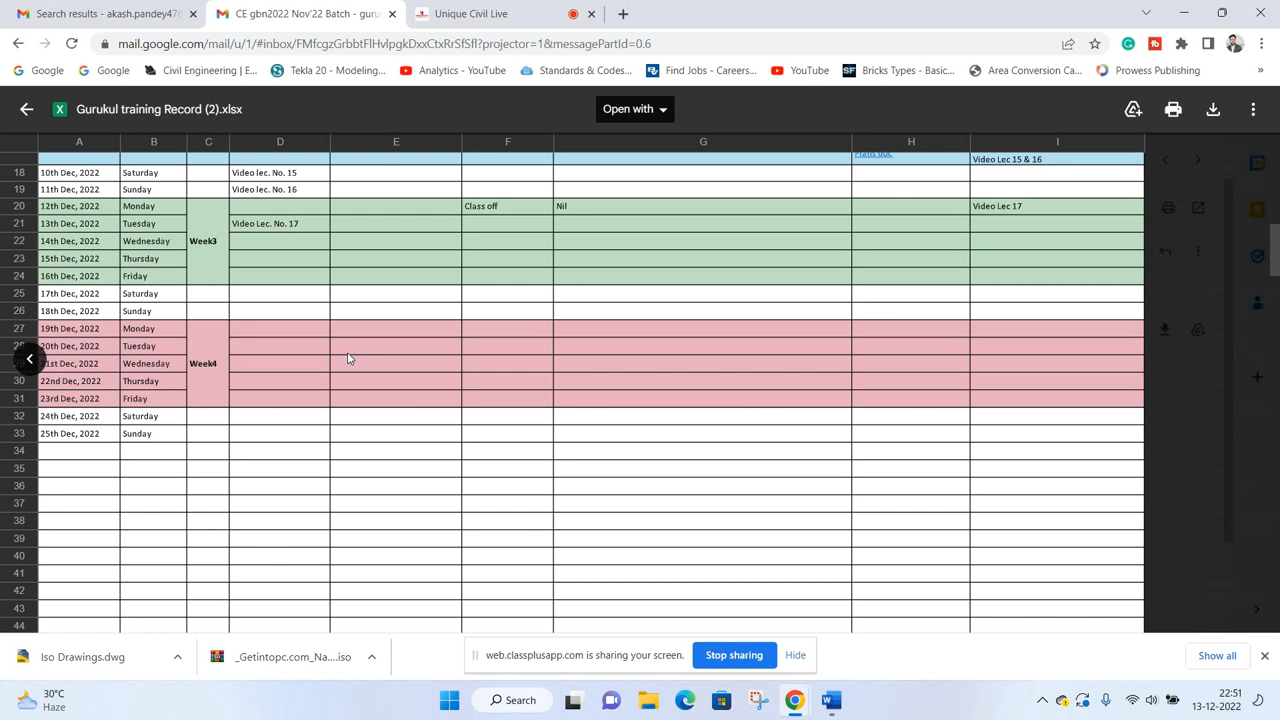 Search results - akash.pandey476
CE gbn2022 Nov'22 Batch - guru
Unique Civil Live
mail.google.com/mail/u/1/#inbox/FMfcgzGrbbtFlHvlpgkDxxCtxRrSfSfl?projector=1&messagePartId=0.6
Google
Google
Civil Engineering | E...
Tekla 20 - Modeling...
Analytics - YouTube
Standards & Codes...
Find Jobs - Careers...
YouTube
Bricks Types - Basic...
Area Conversion Ca...
Prowess Publishing
X Gurukul training Record (2).xlsx
Open with
A B C D E F G H I
Plans doc Video Lec 15 & 16
18 10th Dec, 2022 Saturday Video lec. No. 15
19 11th Dec, 2022 Sunday Video lec. No. 16
20 12th Dec, 2022 Monday Class off Nil Video Lec 17
21 13th Dec, 2022 Tuesday Video Lec. No. 17
22 14th Dec, 2022 Wednesday Week3
23 15th Dec, 2022 Thursday
24 16th Dec, 2022 Friday
25 17th Dec, 2022 Saturday
26 18th Dec, 2022 Sunday
27 19th Dec, 2022 Monday
20th Dec, 2022 Tuesday
21st Dec, 2022 Wednesday Week4
30 22nd Dec, 2022 Thursday
31 23rd Dec, 2022 Friday
32 24th Dec, 2022 Saturday
33 25th Dec, 2022 Sunday
34
35
36
37
38
39
40
41
42
43
44
Iso Drawings.dwg
_Getintopc.com_Na....iso
web.classplusapp.com is sharing your screen.
Stop sharing
Hide
Show all
30°C
Haze
Search
22:51
13-12-2022